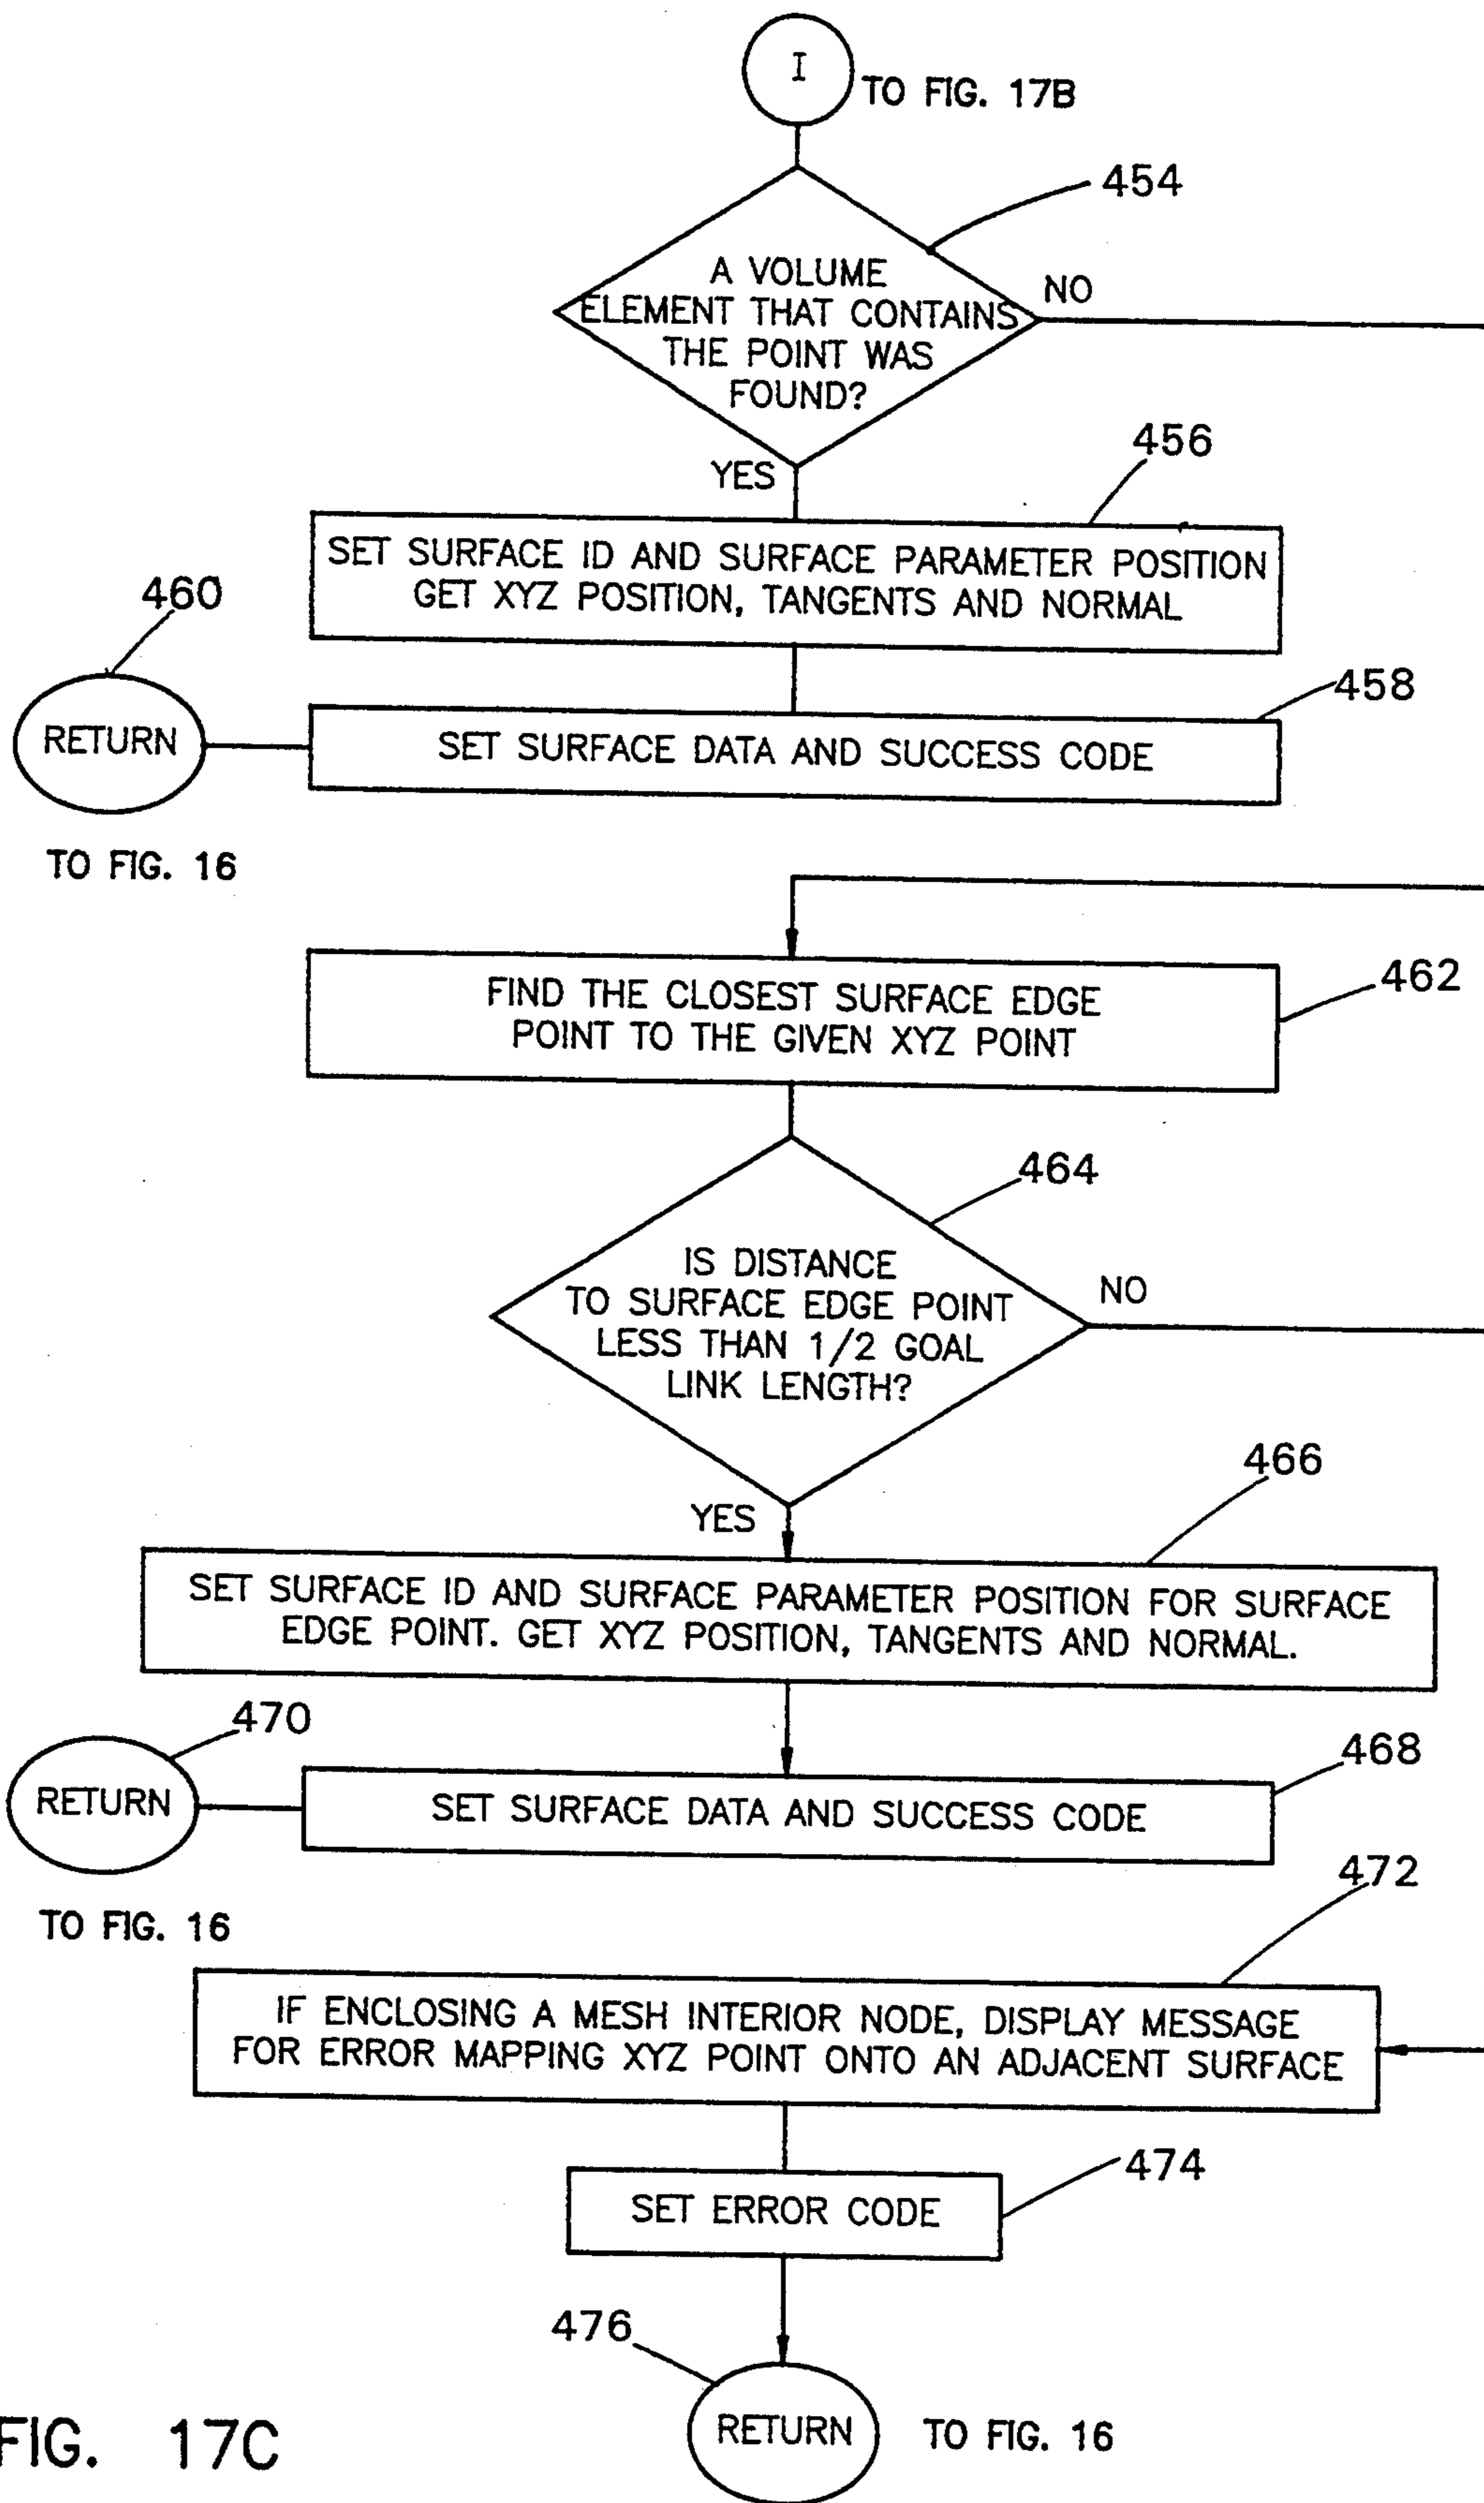 I
TO FIG. 17B
454
A VOLUME
ELEMENT THAT CONTAINS
THE POINT WAS
FOUND?
NO
YES
456
SET SURFACE ID AND SURFACE PARAMETER POSITION
GET XYZ POSITION, TANGENTS AND NORMAL
460
458
RETURN
SET SURFACE DATA AND SUCCESS CODE
TO FIG. 16
462
FIND THE CLOSEST SURFACE EDGE
POINT TO THE GIVEN XYZ POINT
464
IS DISTANCE
TO SURFACE EDGE POINT
LESS THAN 1/2 GOAL
LINK LENGTH?
NO
YES
466
SET SURFACE ID AND SURFACE PARAMETER POSITION FOR SURFACE
EDGE POINT. GET XYZ POSITION, TANGENTS AND NORMAL.
470
468
RETURN
SET SURFACE DATA AND SUCCESS CODE
TO FIG. 16
472
IF ENCLOSING A MESH INTERIOR NODE, DISPLAY MESSAGE
FOR ERROR MAPPING XYZ POINT ONTO AN ADJACENT SURFACE
474
SET ERROR CODE
476
RETURN
TO FIG. 16
FIG. 17C